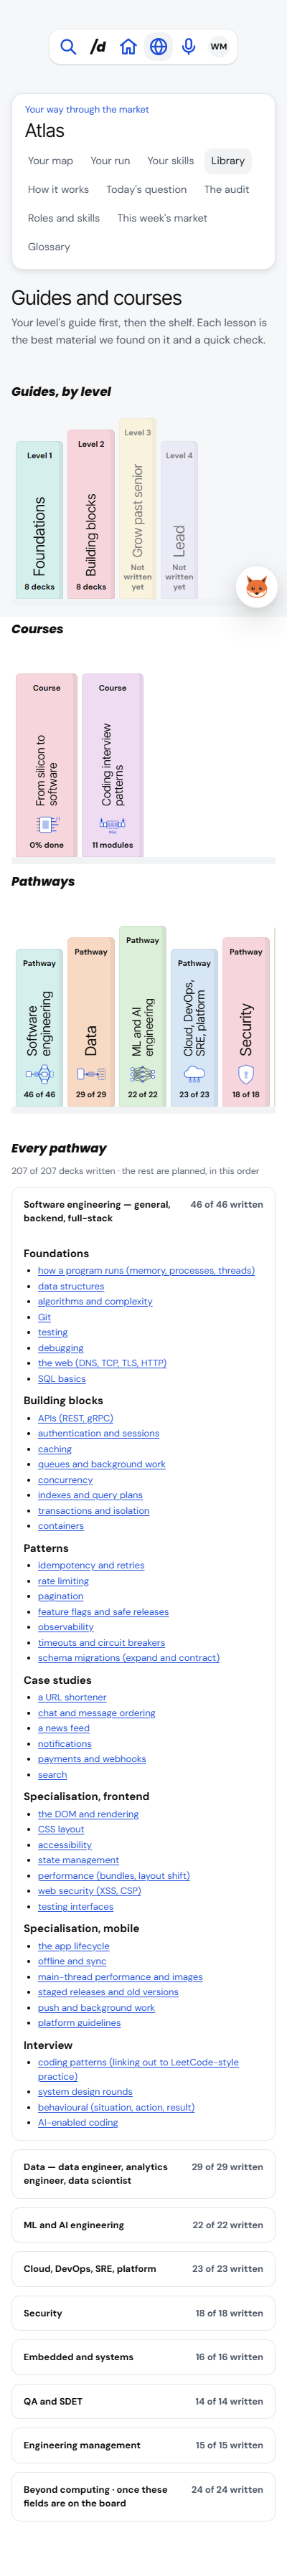 /d
WM
Your way through the market
Atlas
Your map
Your run
Your skills
Library
How it works
Today's question
The audit
Roles and skills
This week's market
Glossary
Guides and courses
Your level's guide first, then the shelf. Each lesson is
the best material we found on it and a quick check.
Guides, by level
Level 1
Foundations
8 decks
Level 2
Building blocks
8 decks
Level 3
Grow past senior
Not
written
yet
Level 4
Lead
Not
written
yet
Courses
Course
From silicon to
software
0% done
Course
Coding interview
patterns
11 modules
Pathways
Pathway
Software
engineering
46 of 46
Pathway
Data
29 of 29
Pathway
ML and AI
engineering
22 of 22
Pathway
Cloud, DevOps,
SRE, platform
23 of 23
Pathway
Security
18 of 18
Every pathway
207 of 207 decks written · the rest are planned, in this order
Software engineering — general,
backend, full-stack
46 of 46 written
Foundations
how a program runs (memory, processes, threads)
data structures
algorithms and complexity
Git
testing
debugging
the web (DNS, TCP, TLS, HTTP)
SQL basics
Building blocks
APIs (REST, gRPC)
authentication and sessions
caching
queues and background work
concurrency
indexes and query plans
transactions and isolation
containers
Patterns
idempotency and retries
rate limiting
pagination
feature flags and safe releases
observability
timeouts and circuit breakers
schema migrations (expand and contract)
Case studies
a URL shortener
chat and message ordering
a news feed
notifications
payments and webhooks
search
Specialisation, frontend
the DOM and rendering
CSS layout
accessibility
state management
performance (bundles, layout shift)
web security (XSS, CSP)
testing interfaces
Specialisation, mobile
the app lifecycle
offline and sync
main-thread performance and images
staged releases and old versions
push and background work
platform guidelines
Interview
coding patterns (linking out to LeetCode-style
practice)
system design rounds
behavioural (situation, action, result)
AI-enabled coding
Data — data engineer, analytics
engineer, data scientist
29 of 29 written
ML and AI engineering
22 of 22 written
Cloud, DevOps, SRE, platform
23 of 23 written
Security
18 of 18 written
Embedded and systems
16 of 16 written
QA and SDET
14 of 14 written
Engineering management
15 of 15 written
Beyond computing · once these
fields are on the board
24 of 24 written